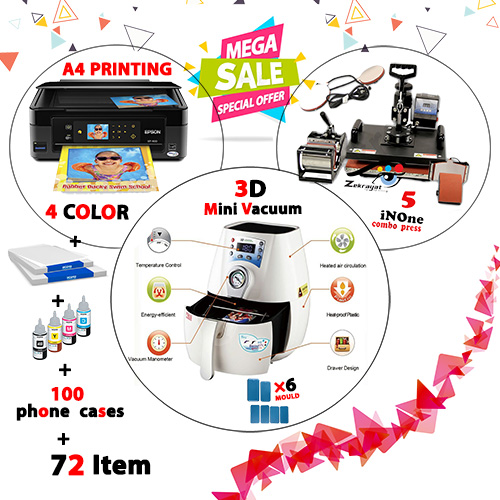 MEGA
SALE
SPECIAL OFFER
A4 PRINTING
EPSON
Rubber Ducky Swim School
4 COLOR
+
+
+
100
phone cases
+
72 Item
Zekrayat
5
iNOne
combo press
3D
Mini Vacuum
Temperature Control
Heated air circulation
Energy-efficient
Heatproof Plastic
Vacuum Manometer
Drawer Design
x6
MOULD